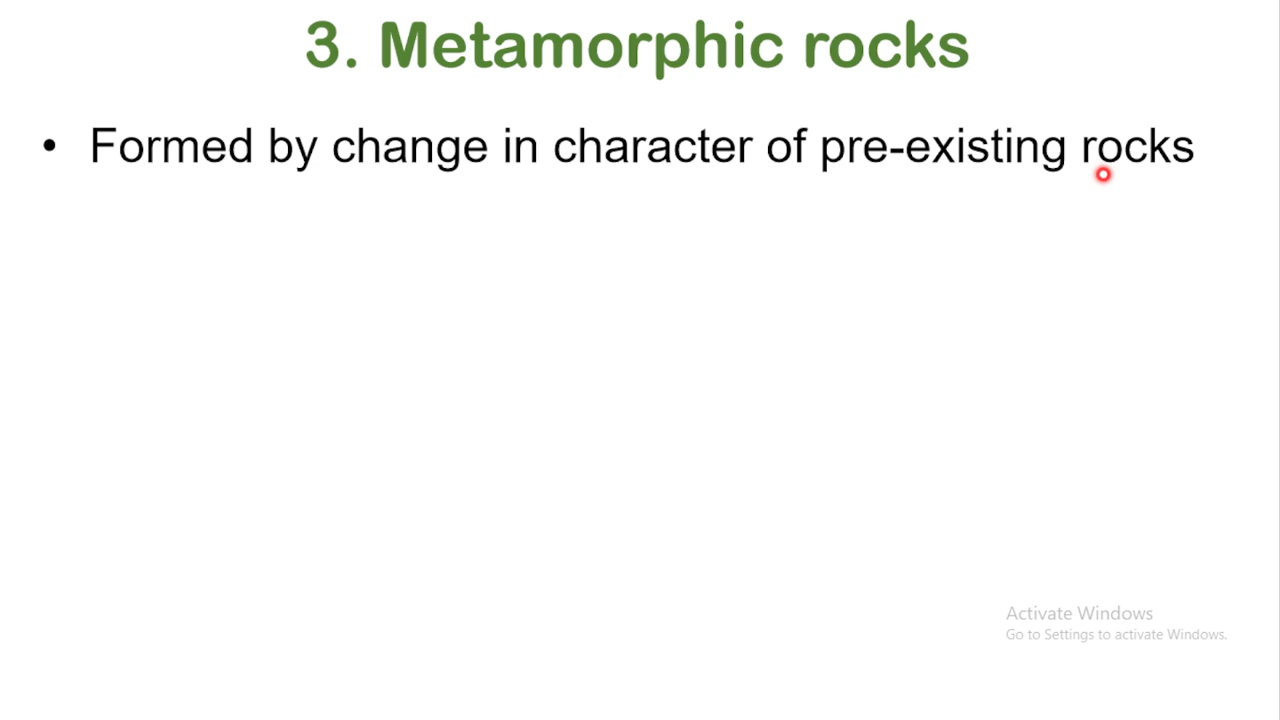 3. Metamorphic rocks
• Formed by change in character of pre-existing rocks
Activate Windows
Go to Settings to activate Windows.